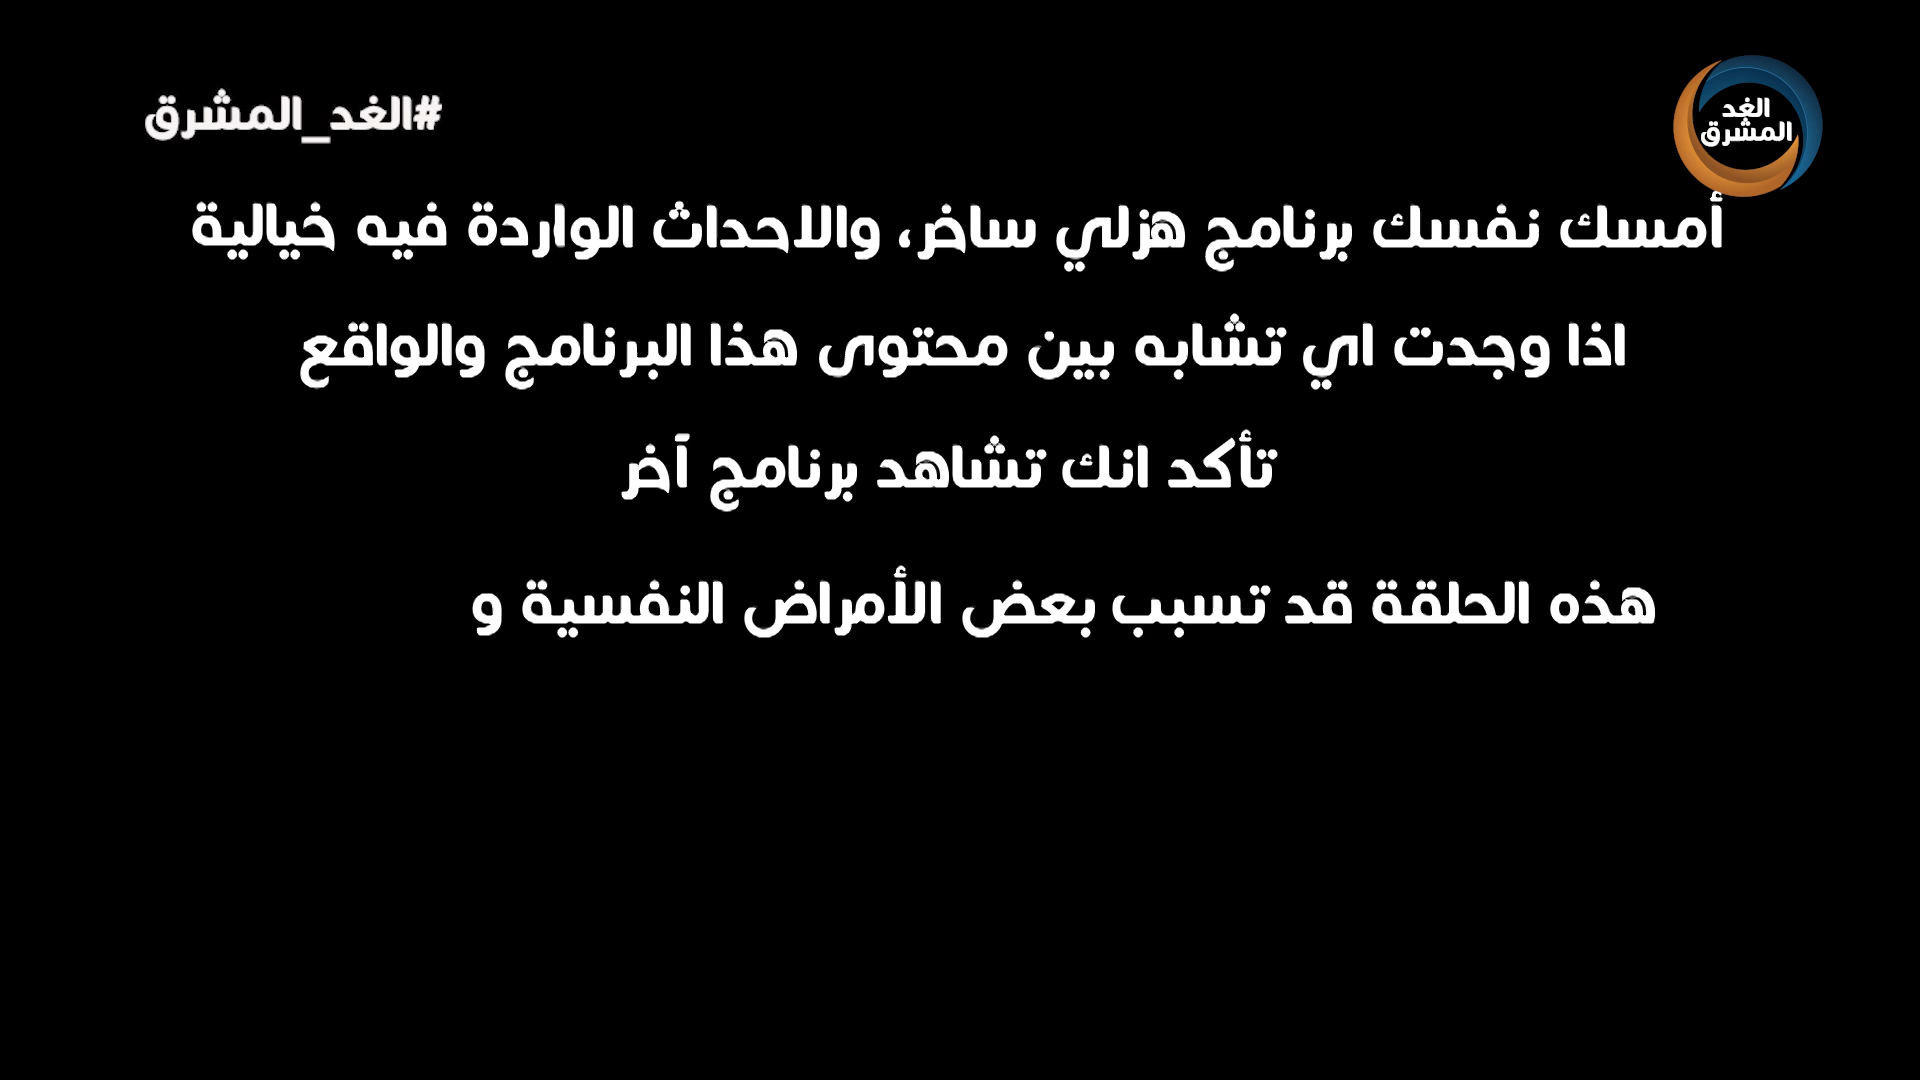 #الغد_المشرق
الغد
المشرق
أمسك نفسك برنامج هزلي ساخر، والاحداث الواردة فيه خيالية
اذا وجدت اي تشابه بين محتوى هذا البرنامج والواقع
تأكد انك تشاهد برنامج آخر
هذه الحلقة قد تسبب بعض الأمراض النفسية و